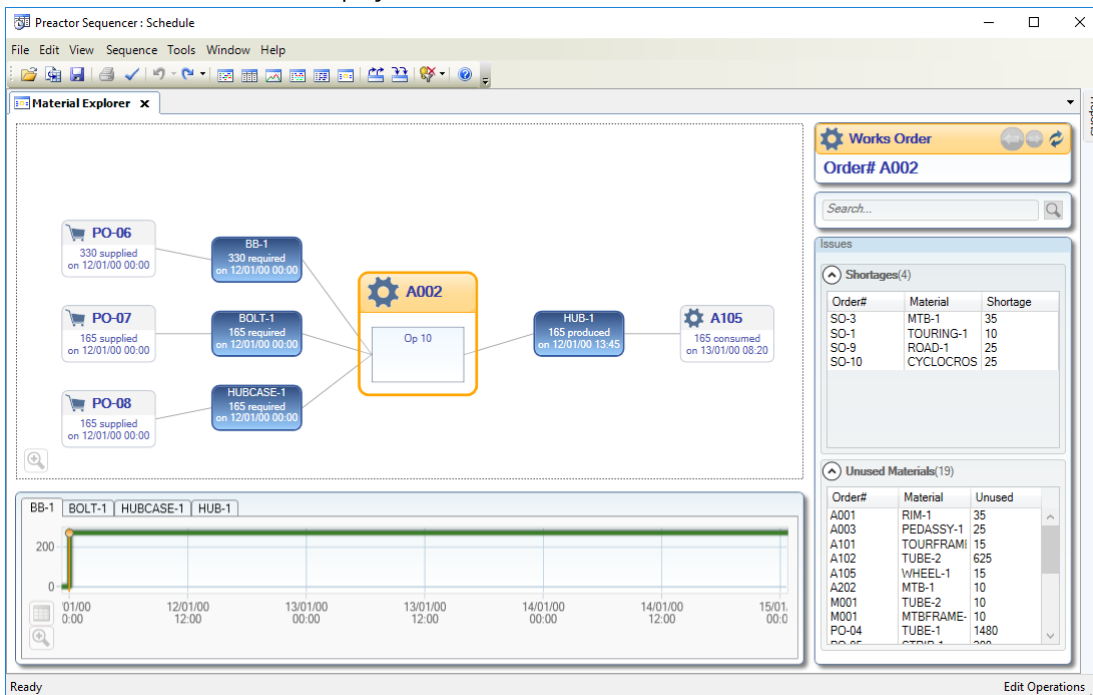 Preactor Sequencer : Schedule
File Edit View Sequence Tools Window Help
Material Explorer x
Works Order
Order# A002
Search...
Issues
Shortages(4)
Order# Material Shortage
SO-3 MTB-1 35
SO-1 TOURING-1 10
SO-9 ROAD-1 25
SO-10 CYCLOCROS 25
Unused Materials(19)
Order# Material Unused
A001 RIM-1 35
A003 PEDASSY-1 25
A101 TOURFRAMI 15
A102 TUBE-2 625
A105 WHEEL-1 15
A202 MTB-1 10
M001 TUBE-2 10
M001 MTBFRAME- 10
PO-04 TUBE-1 1480
PO-06
330 supplied
on 12/01/00 00:00
BB-1
330 required
on 12/01/00 00:00
PO-07
165 supplied
on 12/01/00 00:00
BOLT-1
165 required
on 12/01/00 00:00
PO-08
165 supplied
on 12/01/00 00:00
HUBCASE-1
165 required
on 12/01/00 00:00
A002
Op 10
HUB-1
165 produced
on 12/01/00 13:45
A105
165 consumed
on 13/01/00 08:20
BB-1 BOLT-1 HUBCASE-1 HUB-1
200
0
01/00 12/01/00 13/01/00 13/01/00 14/01/00 14/01/00 15/01.
0:00 12:00 00:00 12:00 00:00 12:00 00:0
Ready Edit Operations